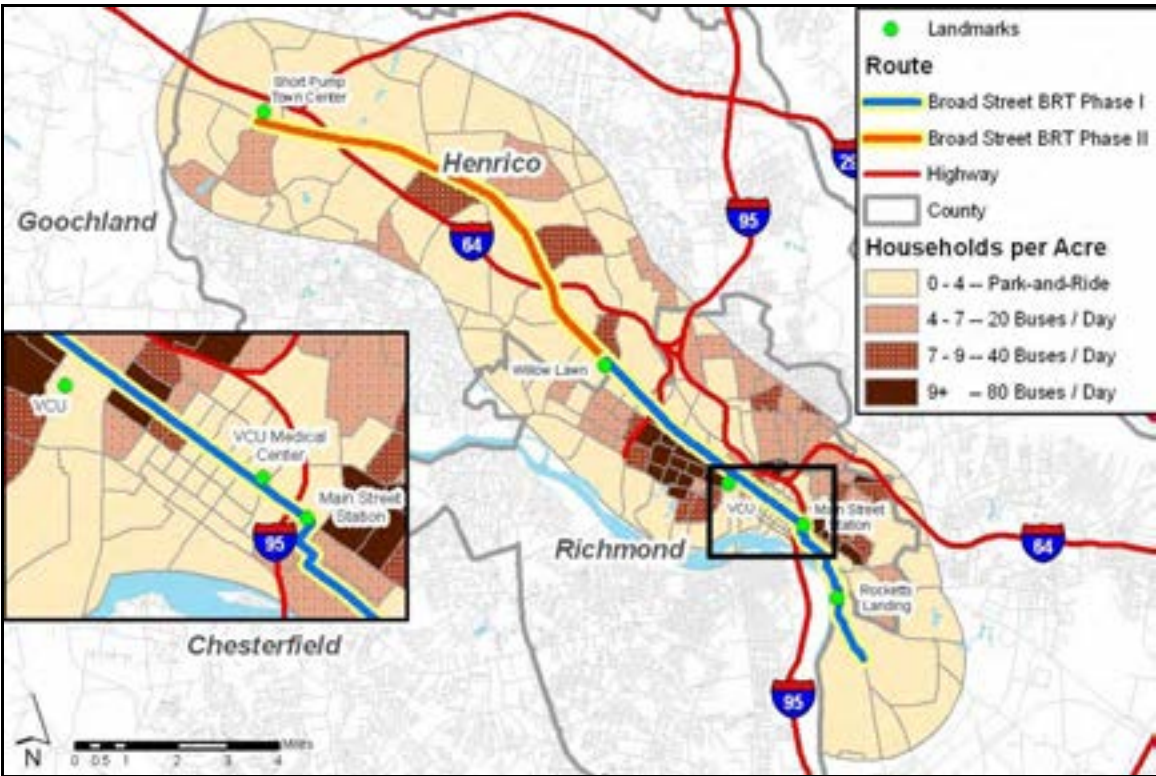 Landmarks
Route
Broad Street BRT Phase I
Broad Street BRT Phase II
Highway
County
Households per Acre
0 - 4 -- Park-and-Ride
4 - 7 -- 20 Buses / Day
7 - 9 -- 40 Buses / Day
9+ -- 80 Buses / Day
Short Pump
Town Center
Henrico
Goochland
64
95
Willow Lawn
VCU
Main Street
Station
Richmond
64
Rocketts
Landing
95
VCU
VCU Medical
Center
Main Street
Station
95
Chesterfield
N
0 0.5 1 2 3 4
Miles